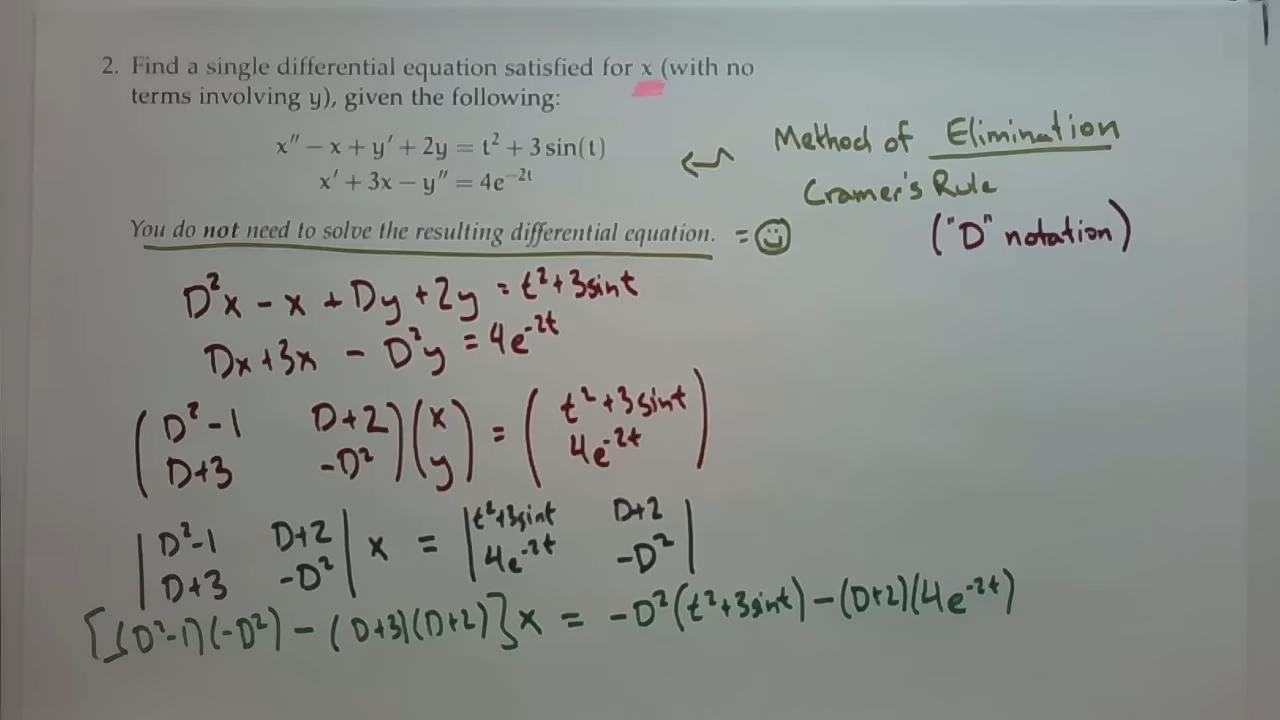 2. Find a single differential equation satisfied for x (with no
terms involving y), given the following:
x″ − x + y′ + 2y = t² + 3 sin(t)
x′ + 3x − y″ = 4e⁻²ᵗ
You do not need to solve the resulting differential equation. = ☺
Method of Elimination
Cramer's Rule
("D" notation)
D²x - x + Dy + 2y = t² + 3sint
Dx + 3x - D²y = 4e⁻²ᵗ
( D²-1 D+2 ) ( x ) = ( t² + 3sint )
( D+3 -D² ) ( y ) ( 4e⁻²ᵗ )
| D²-1 D+2 | x = | t²+3sint D+2 |
| D+3 -D² | | 4e⁻²ᵗ -D² |
[(D²-1)(-D²) - (D+3)(D+2)]x = -D²(t²+3sint) - (D+2)(4e⁻²ᵗ)